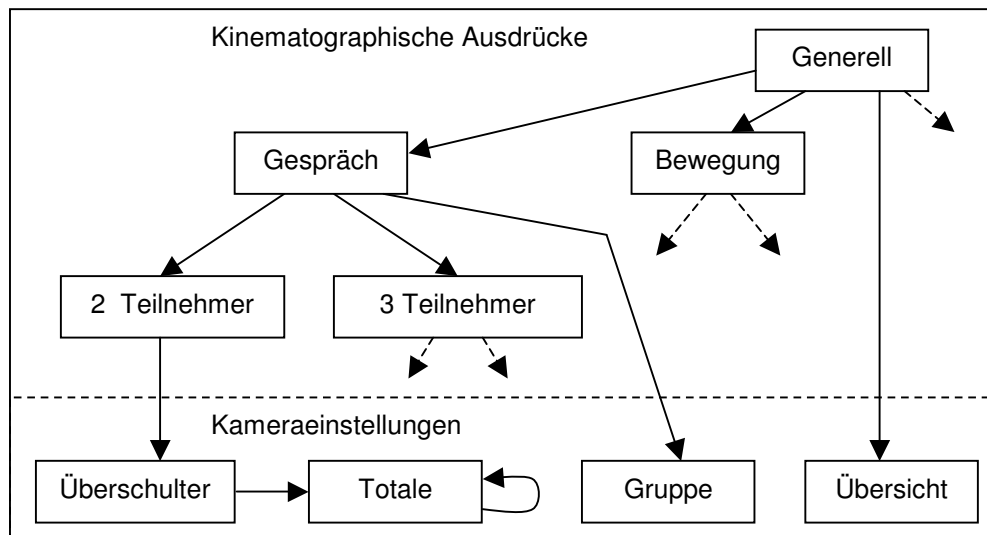 Kinematographische Ausdrücke
Generell
Gespräch
Bewegung
2 Teilnehmer
3 Teilnehmer
Kameraeinstellungen
Überschulter
Totale
Gruppe
Übersicht